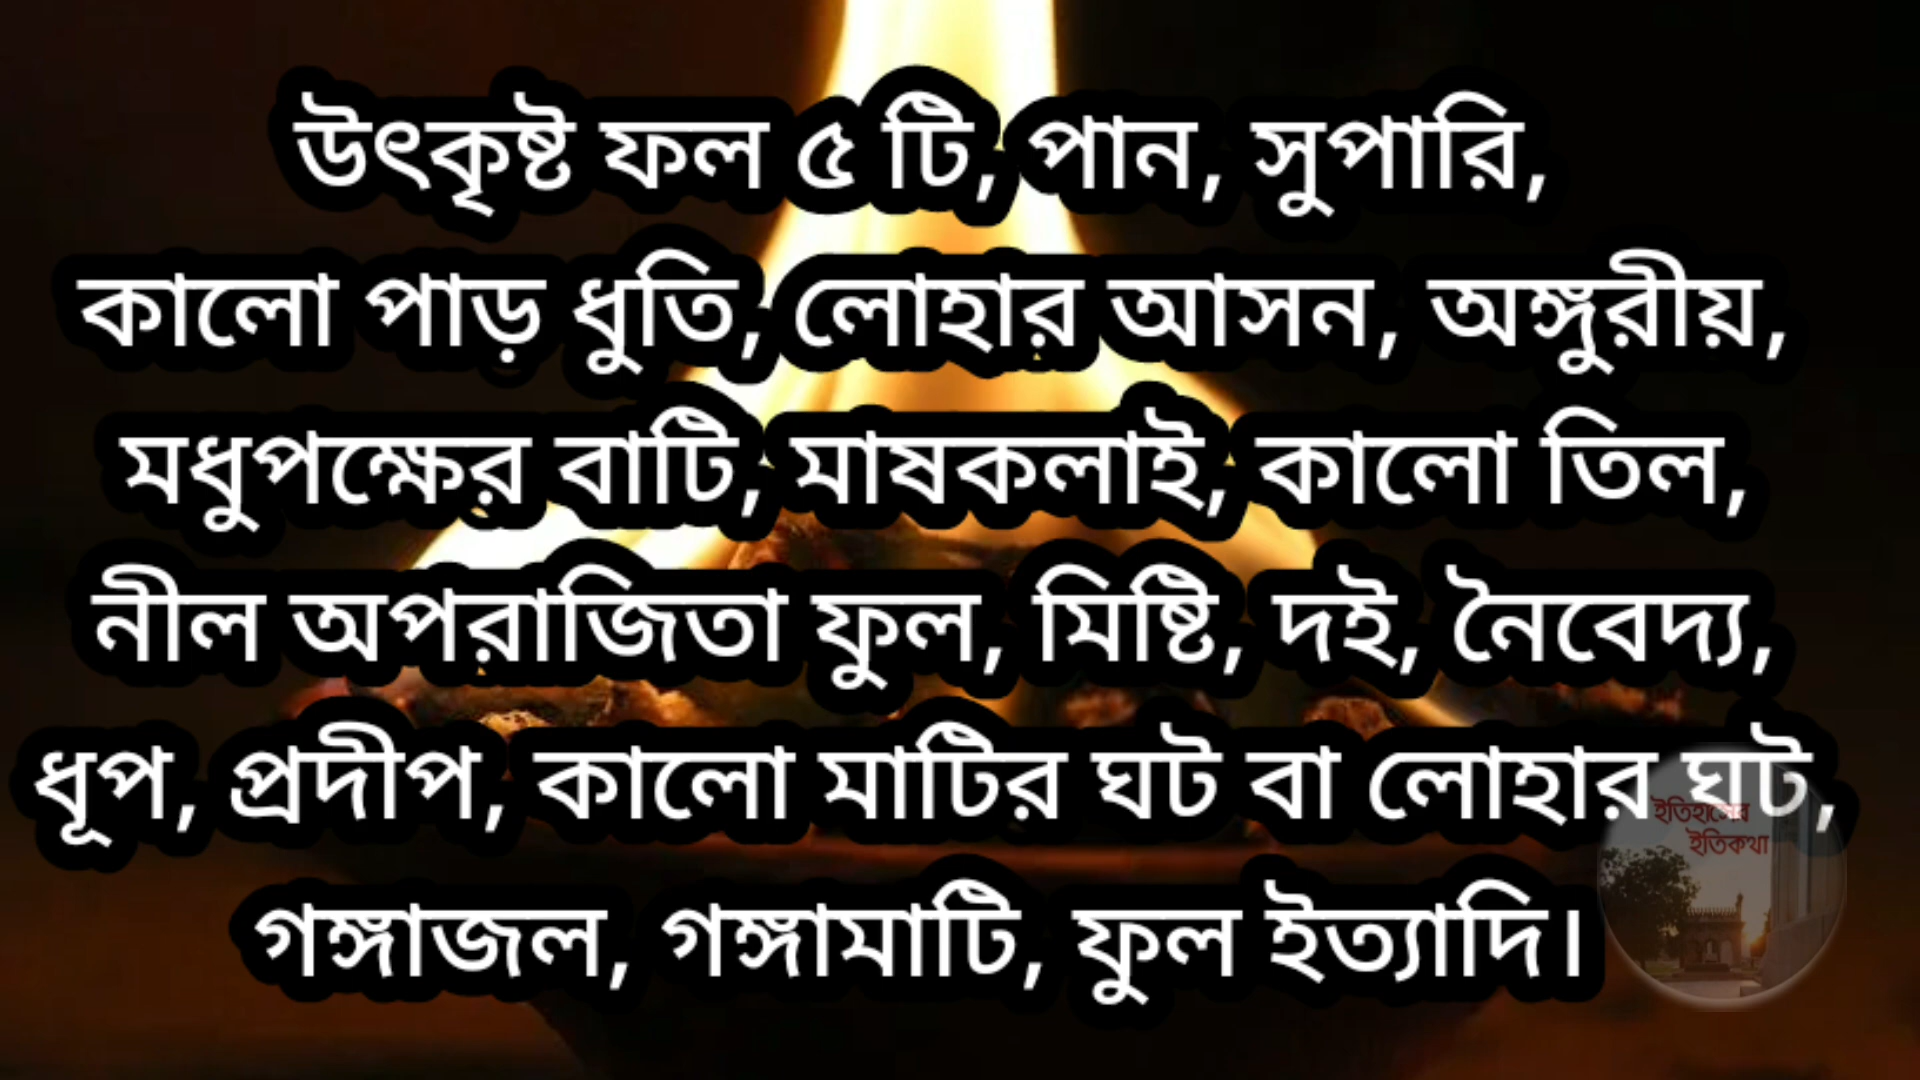 উৎকৃষ্ট ফল ৫ টি, পান, সুপারি,
কালো পাড় ধুতি, লোহার আসন, অঙ্গুরীয়,
মধুপক্ষের বাটি, মাষকলাই, কালো তিল,
নীল অপরাজিতা ফুল, মিষ্টি, দই, নৈবেদ্য,
ধূপ, প্রদীপ, কালো মাটির ঘট বা লোহার ঘট,
গঙ্গাজল, গঙ্গামাটি, ফুল ইত্যাদি।
ইতিহাসের
ইতিকথা